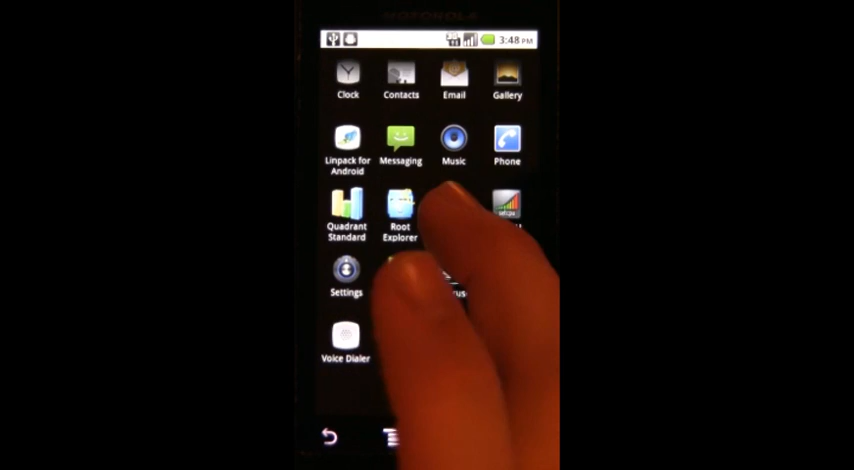 MOTOROLA
3G
3:48 PM
Clock Contacts Email Gallery
Linpack for Android Messaging Music Phone
Quadrant Standard Root Explorer
Settings
Voice Dialer